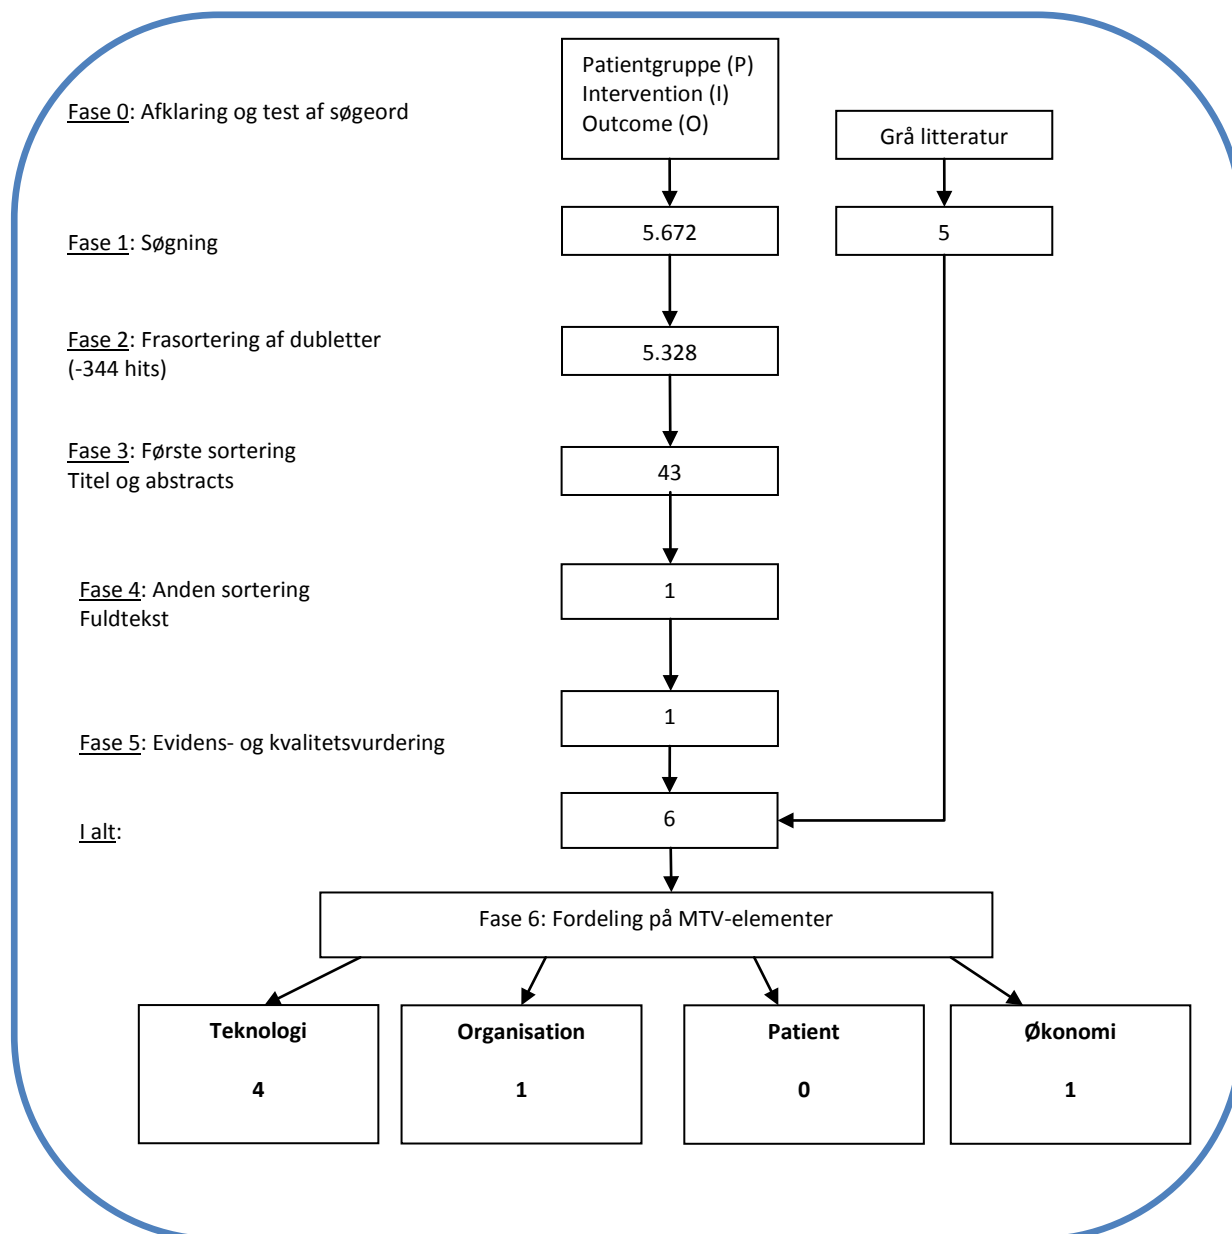 Patientgruppe (P)
Intervention (I)
Outcome (O)
Fase 0: Afklaring og test af søgeord
Grå litteratur
Fase 1: Søgning
5.672
5
Fase 2: Frasortering af dubletter
(-344 hits)
5.328
Fase 3: Første sortering
Titel og abstracts
43
Fase 4: Anden sortering
Fuldtekst
1
1
Fase 5: Evidens- og kvalitetsvurdering
I alt:
6
Fase 6: Fordeling på MTV-elementer
Teknologi
4
Organisation
1
Patient
0
Økonomi
1